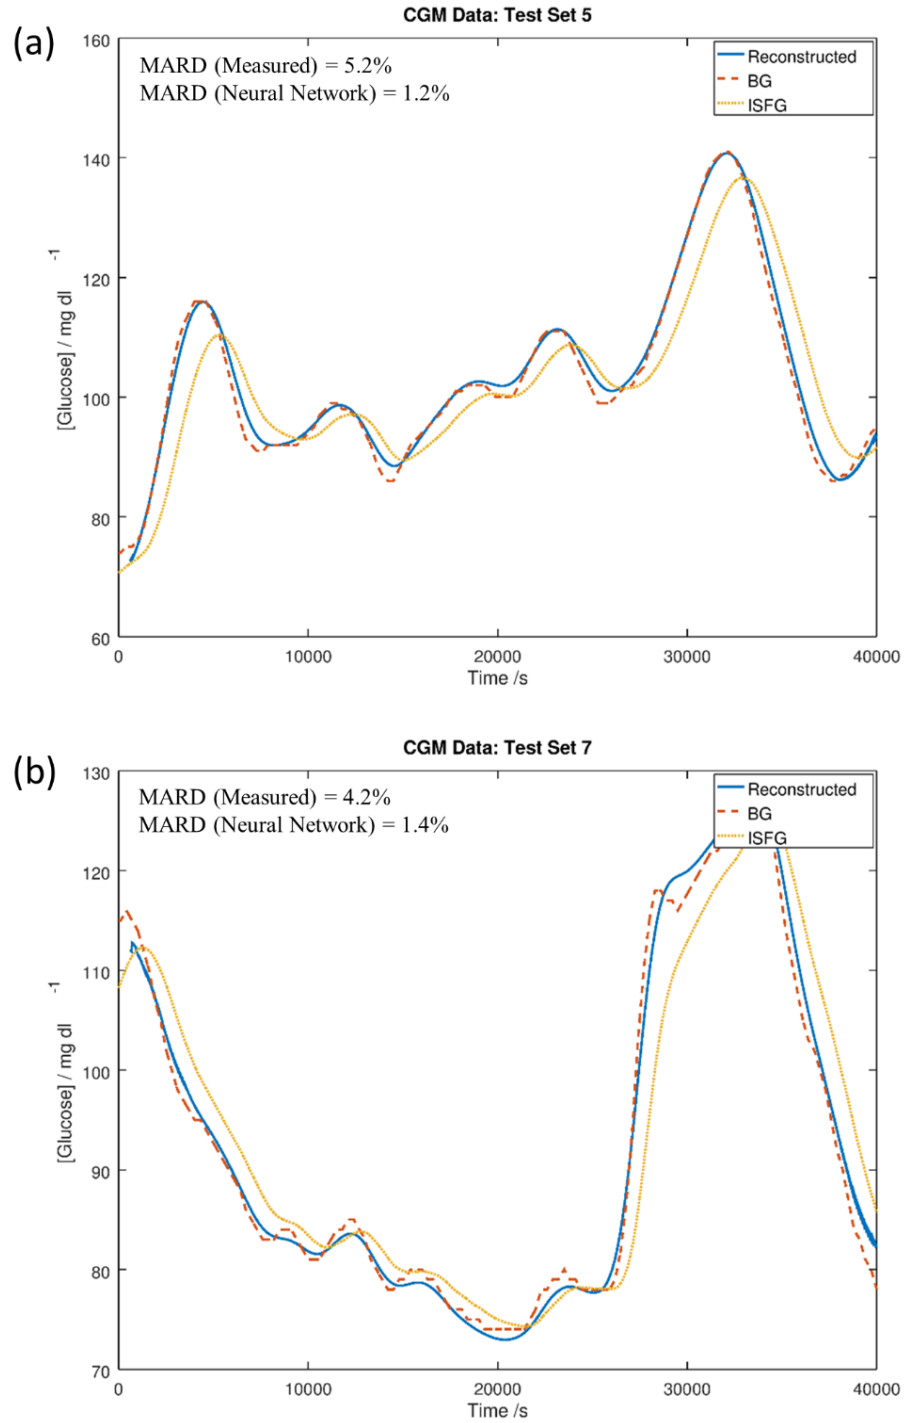 (a)
CGM Data: Test Set 5
MARD (Measured) = 5.2%
MARD (Neural Network) = 1.2%
Reconstructed
BG
ISFG
160
140
120
100
80
60
[Glucose] / mg dl -1
0 10000 20000 30000 40000
Time /s
(b)
CGM Data: Test Set 7
MARD (Measured) = 4.2%
MARD (Neural Network) = 1.4%
Reconstructed
BG
ISFG
130
120
110
100
90
80
70
[Glucose] / mg dl -1
0 10000 20000 30000 40000
Time /s